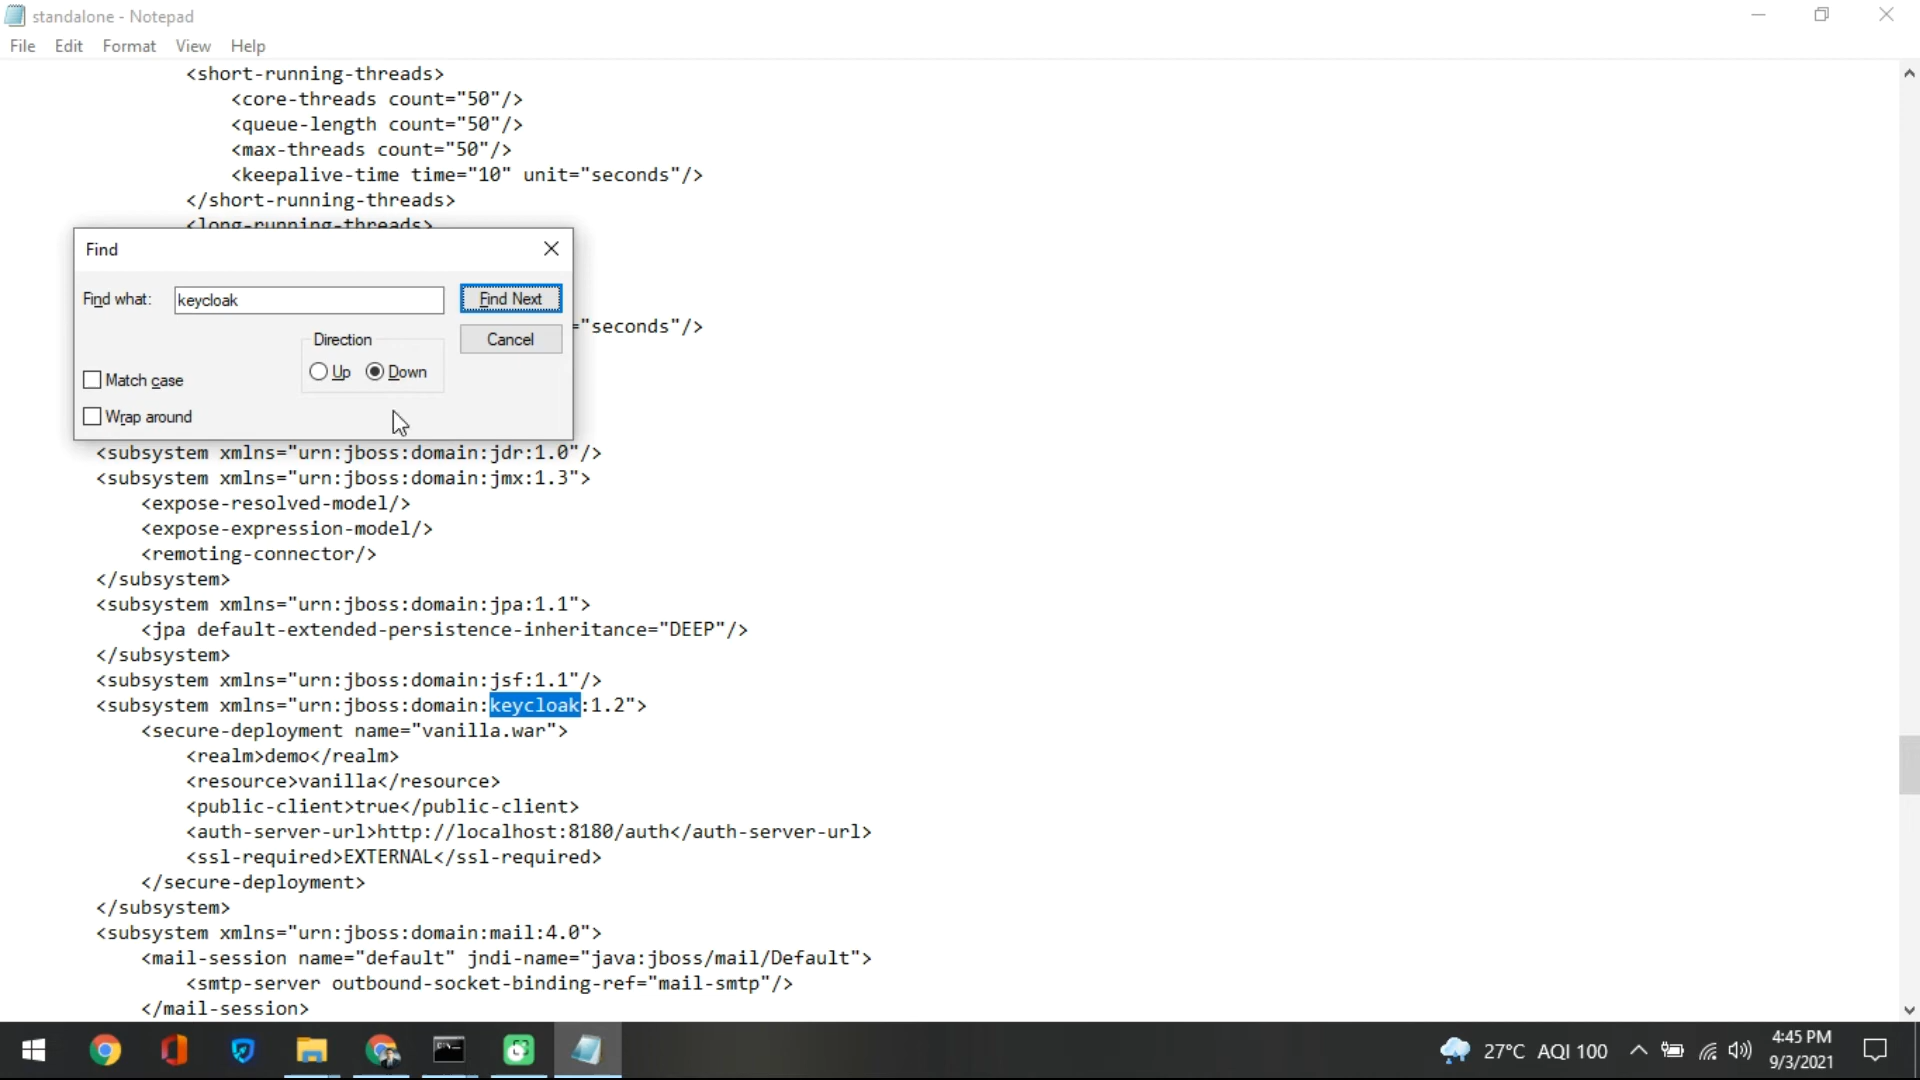 standalone - Notepad
File Edit Format View Help
<short-running-threads>
<core-threads count="50"/>
<queue-length count="50"/>
<max-threads count="50"/>
<keepalive-time time="10" unit="seconds"/>
</short-running-threads>
<long-running-threads>
Find
Find what: keycloak Find Next
="seconds"/>
Direction Cancel
Up Down
Match case
Wrap around
<subsystem xmlns="urn:jboss:domain:jdr:1.0"/>
<subsystem xmlns="urn:jboss:domain:jmx:1.3">
<expose-resolved-model/>
<expose-expression-model/>
<remoting-connector/>
</subsystem>
<subsystem xmlns="urn:jboss:domain:jpa:1.1">
<jpa default-extended-persistence-inheritance="DEEP"/>
</subsystem>
<subsystem xmlns="urn:jboss:domain:jsf:1.1"/>
<subsystem xmlns="urn:jboss:domain:keycloak:1.2">
<secure-deployment name="vanilla.war">
<realm>demo</realm>
<resource>vanilla</resource>
<public-client>true</public-client>
<auth-server-url>http://localhost:8180/auth</auth-server-url>
<ssl-required>EXTERNAL</ssl-required>
</secure-deployment>
</subsystem>
<subsystem xmlns="urn:jboss:domain:mail:4.0">
<mail-session name="default" jndi-name="java:jboss/mail/Default">
<smtp-server outbound-socket-binding-ref="mail-smtp"/>
</mail-session>
27°C AQI 100
4:45 PM
9/3/2021